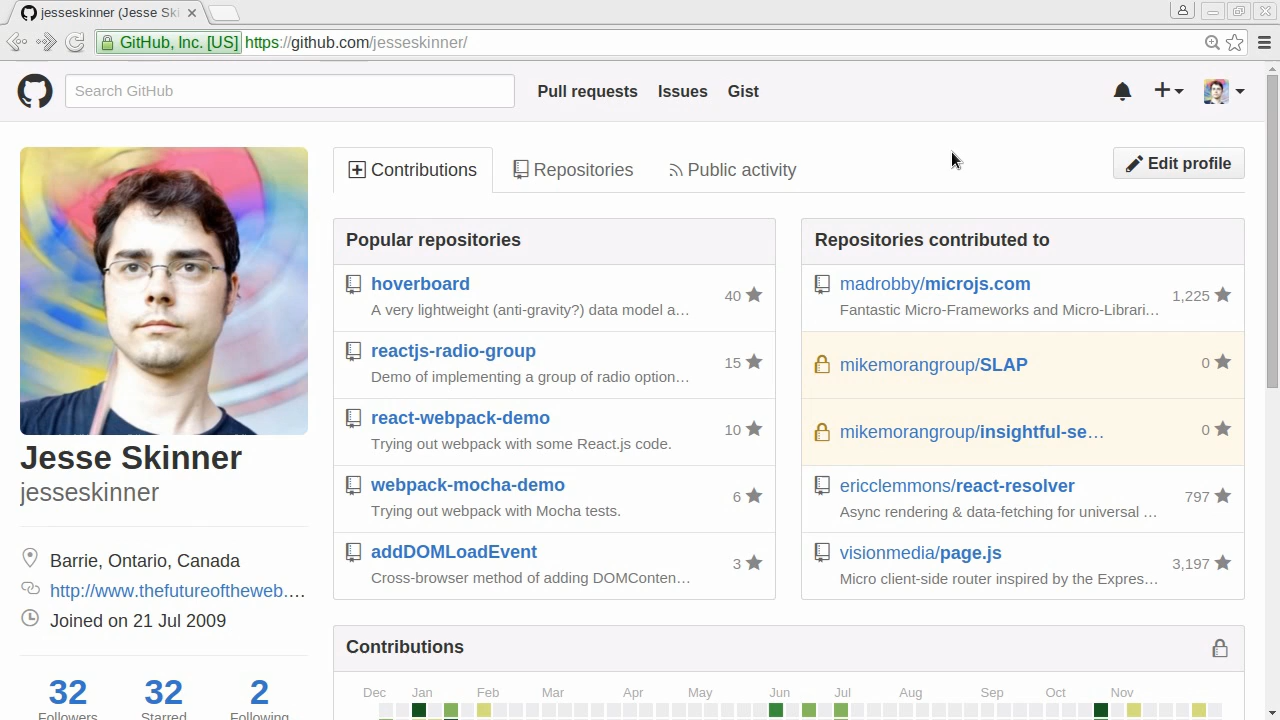 jesseskinner (Jesse Ski
GitHub, Inc. [US] https://github.com/jesseskinner/
Search GitHub
Pull requests
Issues
Gist
Contributions
Repositories
Public activity
Edit profile
Jesse Skinner
jesseskinner
Barrie, Ontario, Canada
http://www.thefutureoftheweb.…
Joined on 21 Jul 2009
32
Followers
32
Starred
2
Following
Popular repositories
hoverboard
A very lightweight (anti-gravity?) data model a…
40
reactjs-radio-group
Demo of implementing a group of radio option…
15
react-webpack-demo
Trying out webpack with some React.js code.
10
webpack-mocha-demo
Trying out webpack with Mocha tests.
6
addDOMLoadEvent
Cross-browser method of adding DOMConten…
3
Repositories contributed to
madrobby/microjs.com
Fantastic Micro-Frameworks and Micro-Librari…
1,225
mikemorangroup/SLAP
0
mikemorangroup/insightful-se…
0
ericclemmons/react-resolver
Async rendering & data-fetching for universal …
797
visionmedia/page.js
Micro client-side router inspired by the Expres…
3,197
Contributions
Dec Jan Feb Mar Apr May Jun Jul Aug Sep Oct Nov